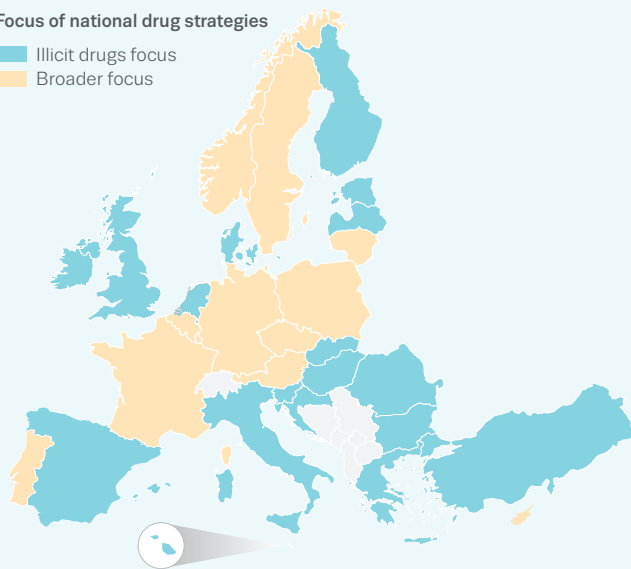 Focus of national drug strategies
Illicit drugs focus
Broader focus